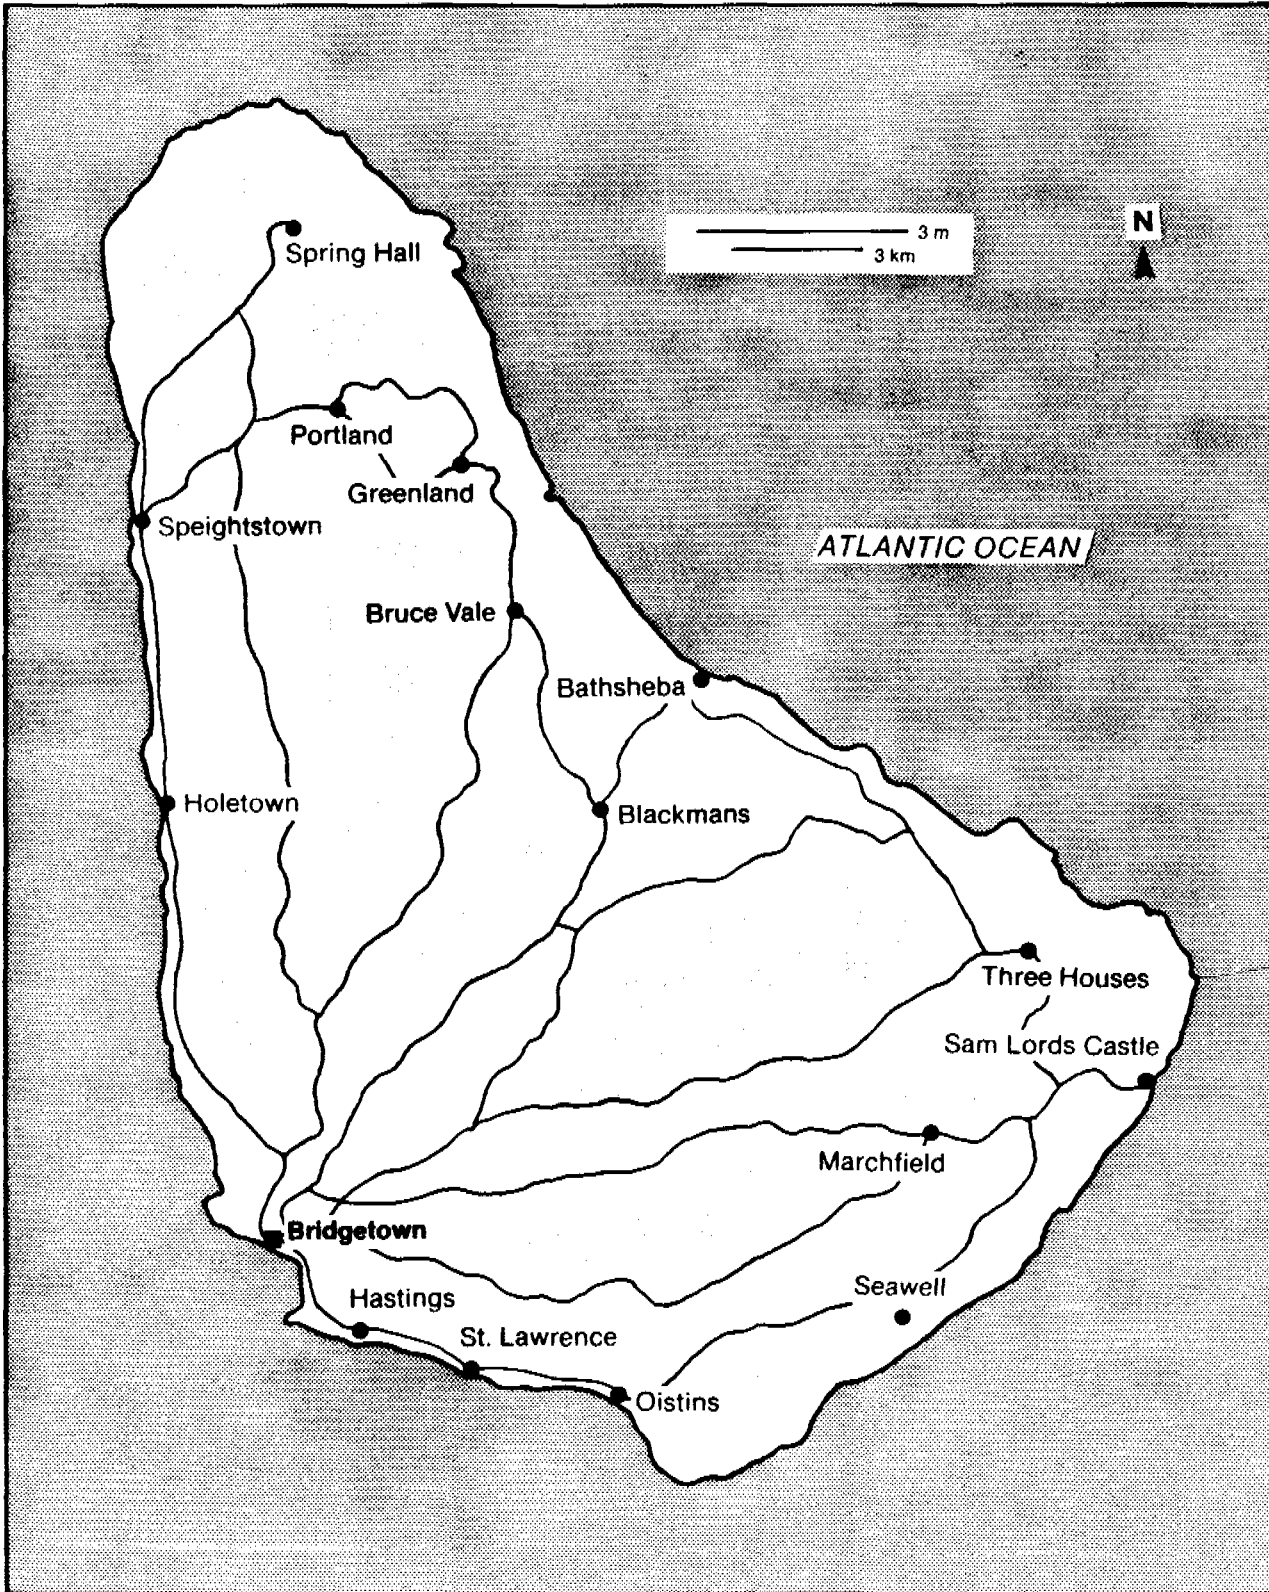 N
3 m
3 km
Spring Hall
Portland
Greenland
Speightstown
ATLANTIC OCEAN
Bruce Vale
Bathsheba
Holetown
Blackmans
Three Houses
Sam Lords Castle
Marchfield
Bridgetown
Seawell
Hastings
St. Lawrence
Oistins